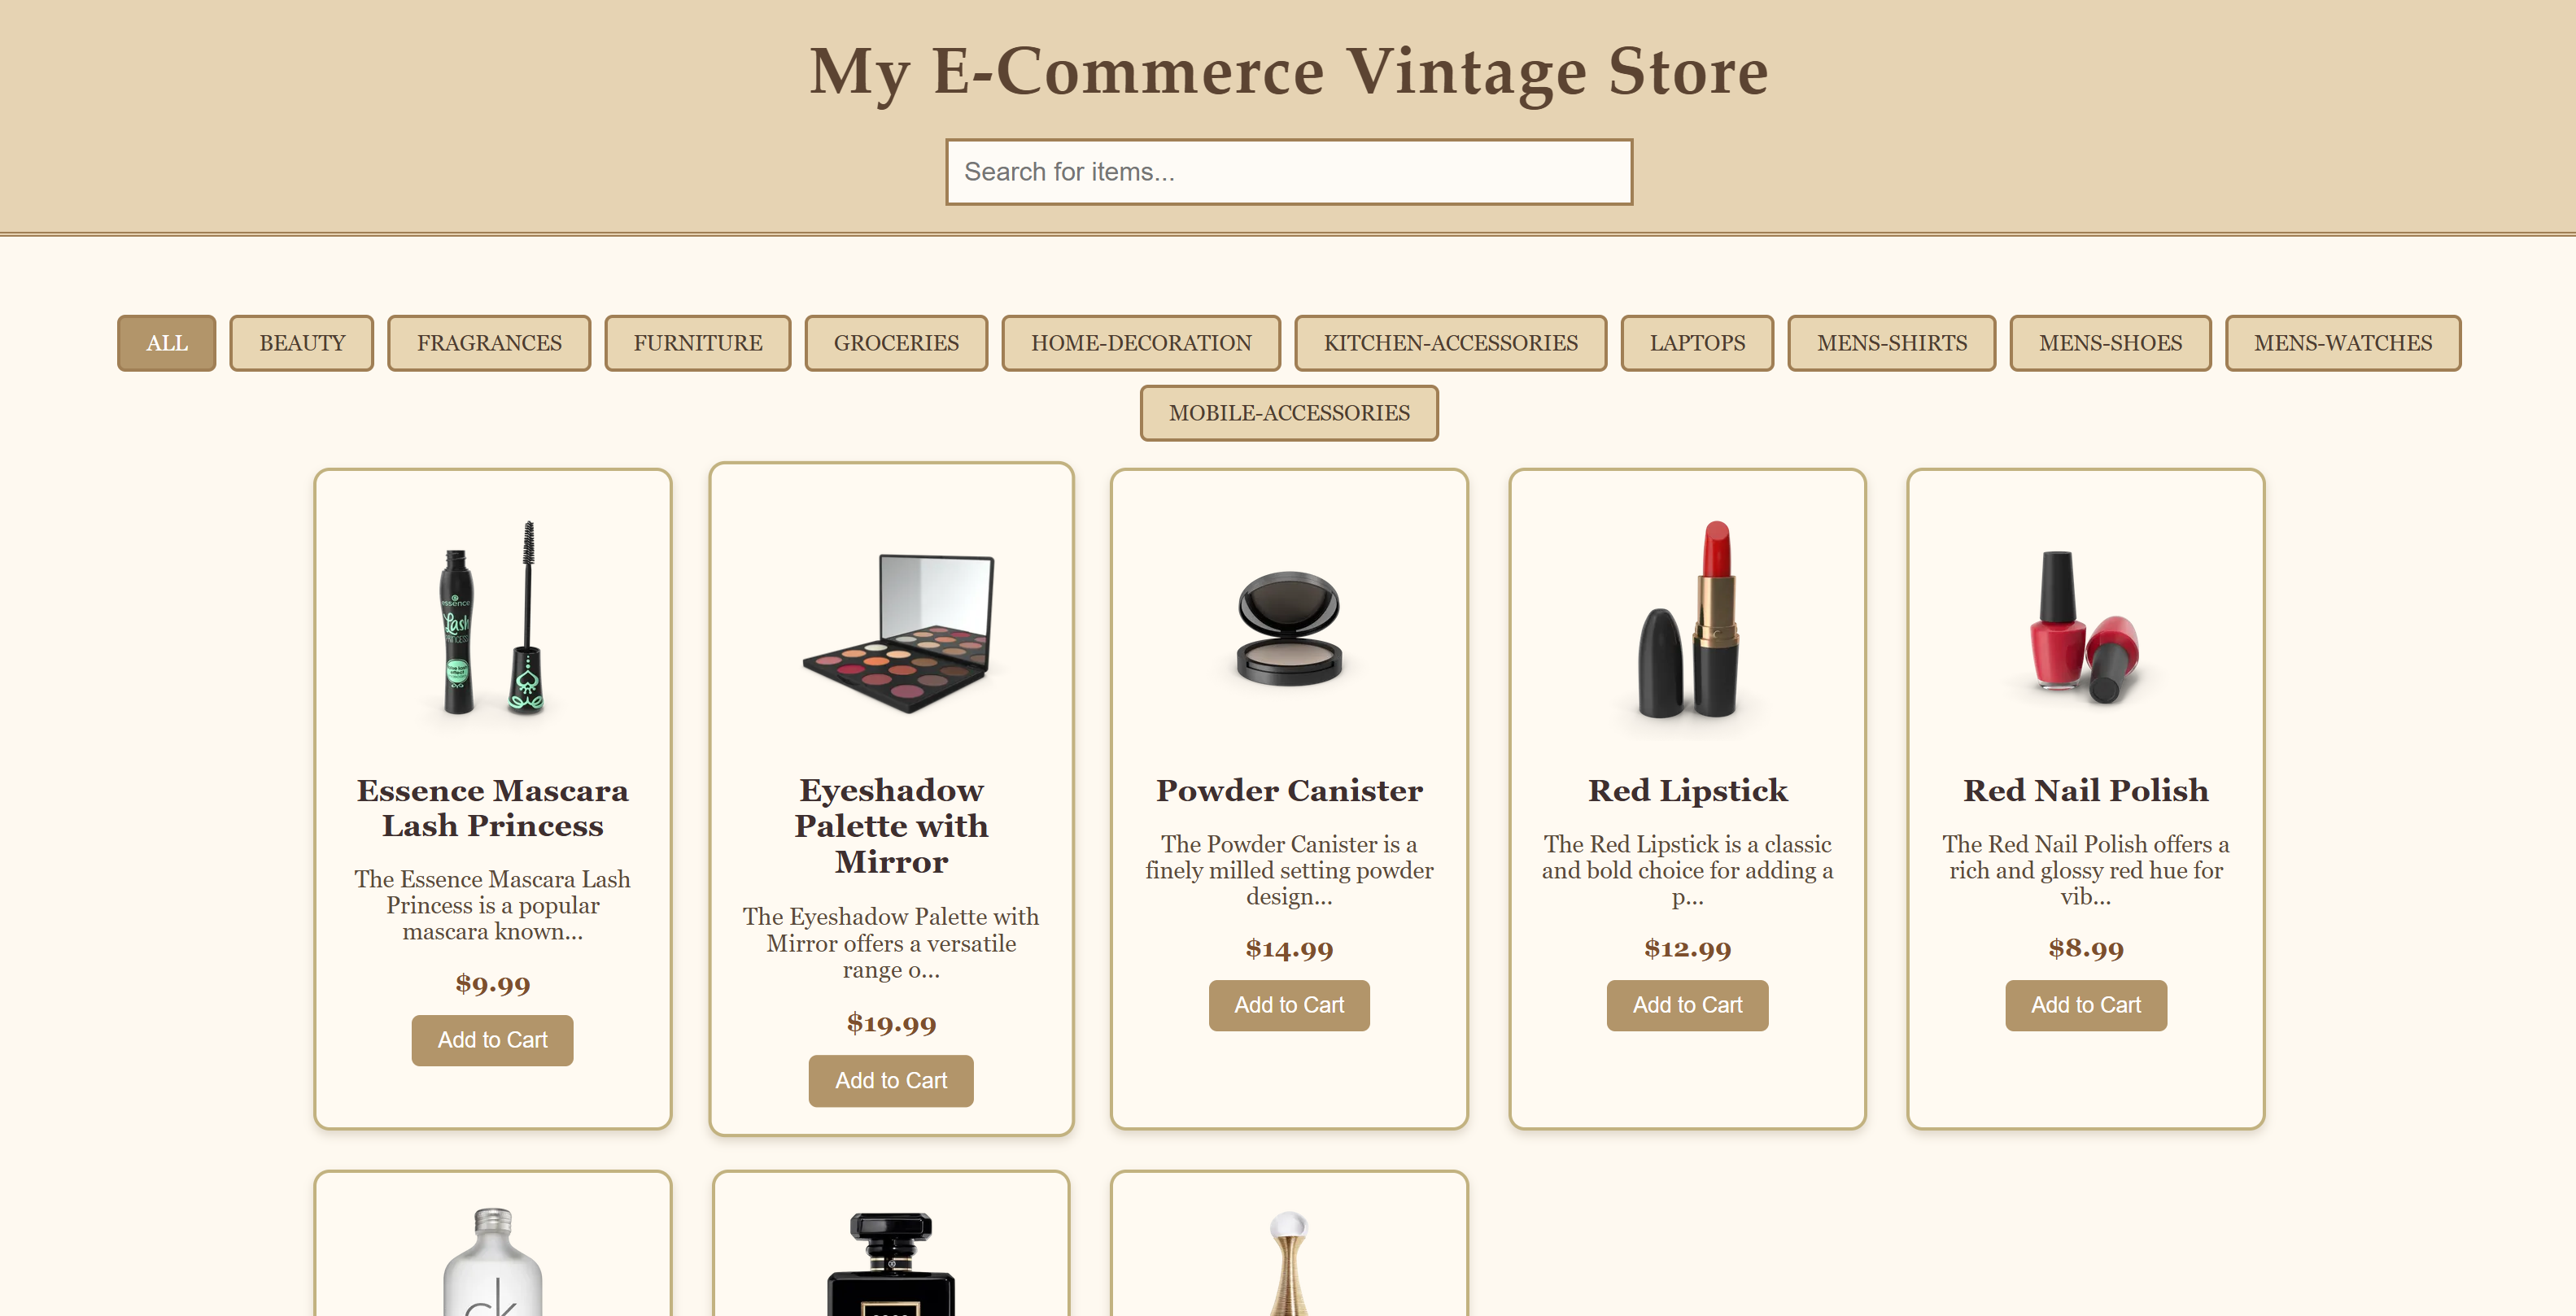 My E-Commerce Vintage Store
Search for items...
ALL
BEAUTY
FRAGRANCES
FURNITURE
GROCERIES
HOME-DECORATION
KITCHEN-ACCESSORIES
LAPTOPS
MENS-SHIRTS
MENS-SHOES
MENS-WATCHES
MOBILE-ACCESSORIES
essence
Lash
PRINCESS
Essence Mascara
Lash Princess
The Essence Mascara Lash
Princess is a popular
mascara known...
$9.99
Add to Cart
Eyeshadow
Palette with
Mirror
The Eyeshadow Palette with
Mirror offers a versatile
range o...
$19.99
Add to Cart
Powder Canister
The Powder Canister is a
finely milled setting powder
design...
$14.99
Add to Cart
Red Lipstick
The Red Lipstick is a classic
and bold choice for adding a
p...
$12.99
Add to Cart
Red Nail Polish
The Red Nail Polish offers a
rich and glossy red hue for
vib...
$8.99
Add to Cart
ck